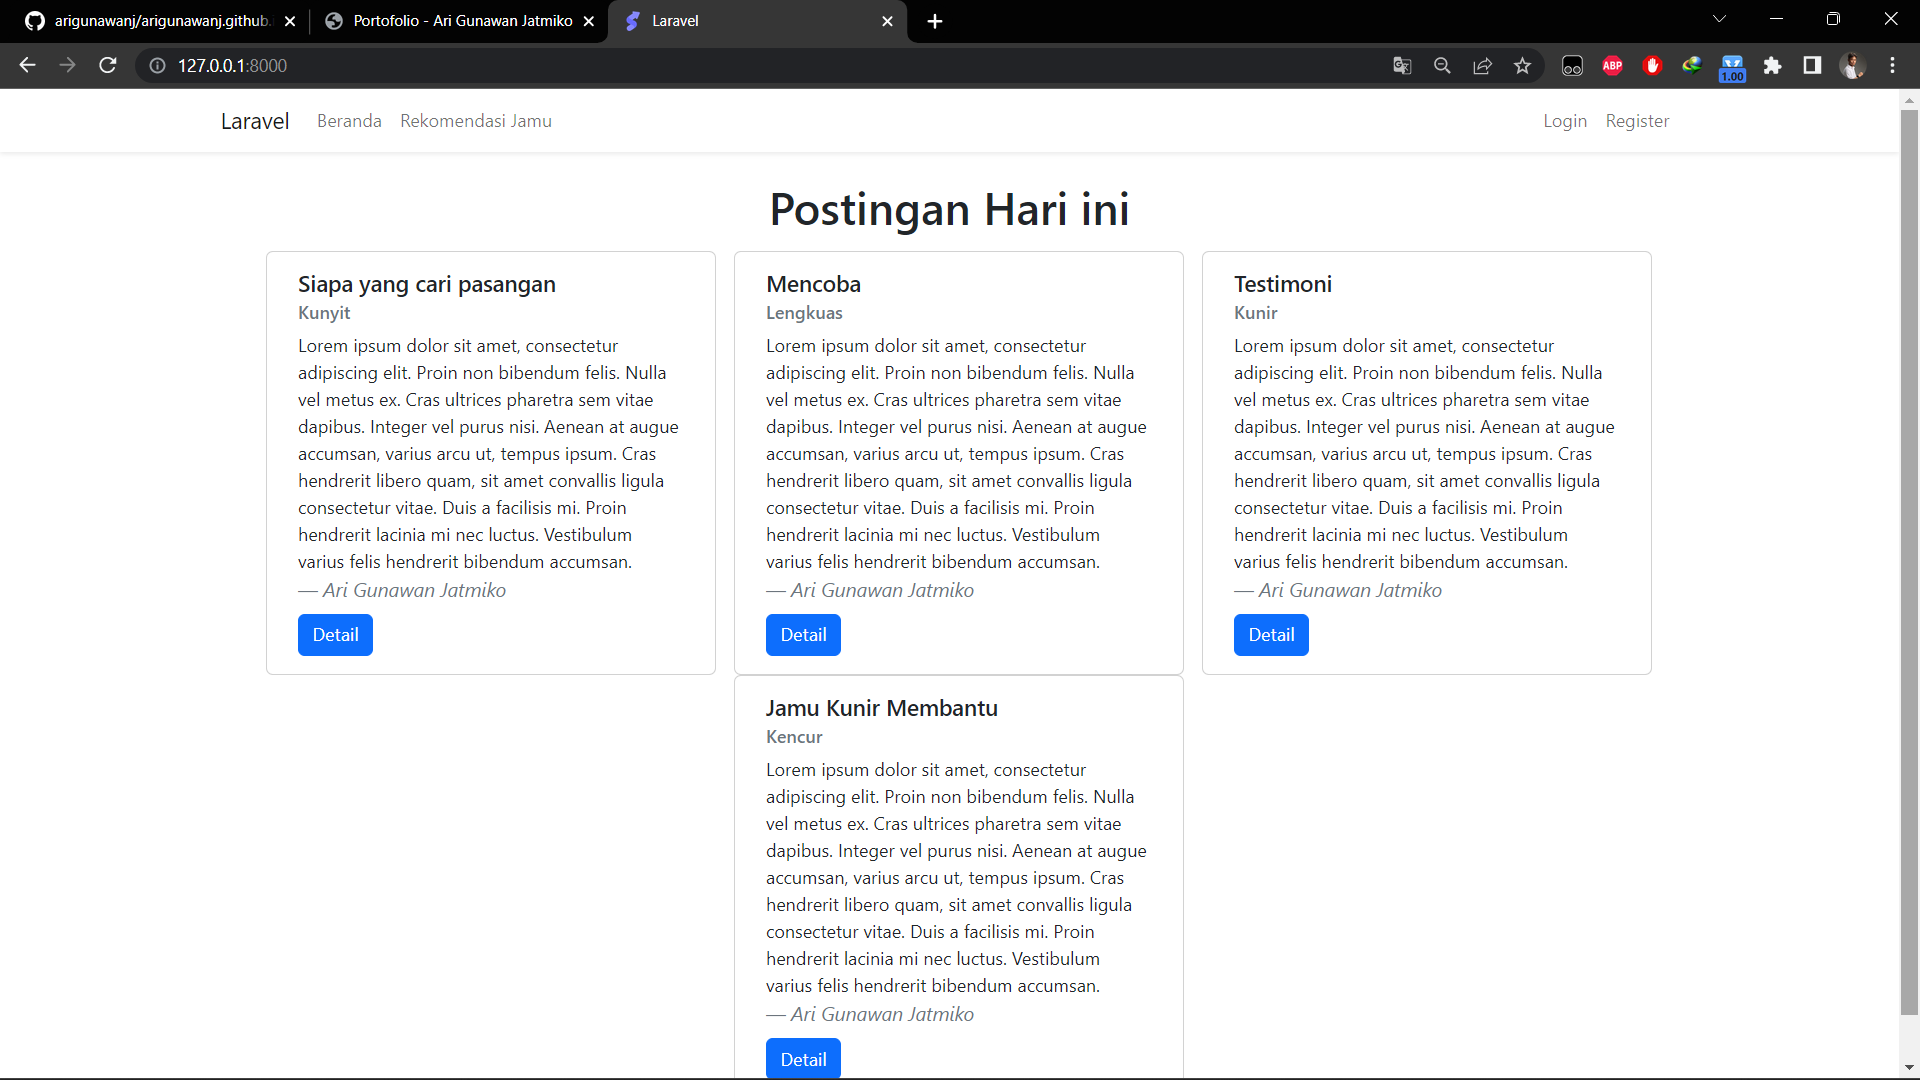 arigunawanj/arigunawanj.github.
Portofolio - Ari Gunawan Jatmiko
Laravel
127.0.0.1:8000
ABP
1.00
Laravel
Beranda
Rekomendasi Jamu
Login
Register
Postingan Hari ini
Siapa yang cari pasangan
Kunyit
Lorem ipsum dolor sit amet, consectetur
adipiscing elit. Proin non bibendum felis. Nulla
vel metus ex. Cras ultrices pharetra sem vitae
dapibus. Integer vel purus nisi. Aenean at augue
accumsan, varius arcu ut, tempus ipsum. Cras
hendrerit libero quam, sit amet convallis ligula
consectetur vitae. Duis a facilisis mi. Proin
hendrerit lacinia mi nec luctus. Vestibulum
varius felis hendrerit bibendum accumsan.
— Ari Gunawan Jatmiko
Detail
Mencoba
Lengkuas
Lorem ipsum dolor sit amet, consectetur
adipiscing elit. Proin non bibendum felis. Nulla
vel metus ex. Cras ultrices pharetra sem vitae
dapibus. Integer vel purus nisi. Aenean at augue
accumsan, varius arcu ut, tempus ipsum. Cras
hendrerit libero quam, sit amet convallis ligula
consectetur vitae. Duis a facilisis mi. Proin
hendrerit lacinia mi nec luctus. Vestibulum
varius felis hendrerit bibendum accumsan.
— Ari Gunawan Jatmiko
Detail
Testimoni
Kunir
Lorem ipsum dolor sit amet, consectetur
adipiscing elit. Proin non bibendum felis. Nulla
vel metus ex. Cras ultrices pharetra sem vitae
dapibus. Integer vel purus nisi. Aenean at augue
accumsan, varius arcu ut, tempus ipsum. Cras
hendrerit libero quam, sit amet convallis ligula
consectetur vitae. Duis a facilisis mi. Proin
hendrerit lacinia mi nec luctus. Vestibulum
varius felis hendrerit bibendum accumsan.
— Ari Gunawan Jatmiko
Detail
Jamu Kunir Membantu
Kencur
Lorem ipsum dolor sit amet, consectetur
adipiscing elit. Proin non bibendum felis. Nulla
vel metus ex. Cras ultrices pharetra sem vitae
dapibus. Integer vel purus nisi. Aenean at augue
accumsan, varius arcu ut, tempus ipsum. Cras
hendrerit libero quam, sit amet convallis ligula
consectetur vitae. Duis a facilisis mi. Proin
hendrerit lacinia mi nec luctus. Vestibulum
varius felis hendrerit bibendum accumsan.
— Ari Gunawan Jatmiko
Detail